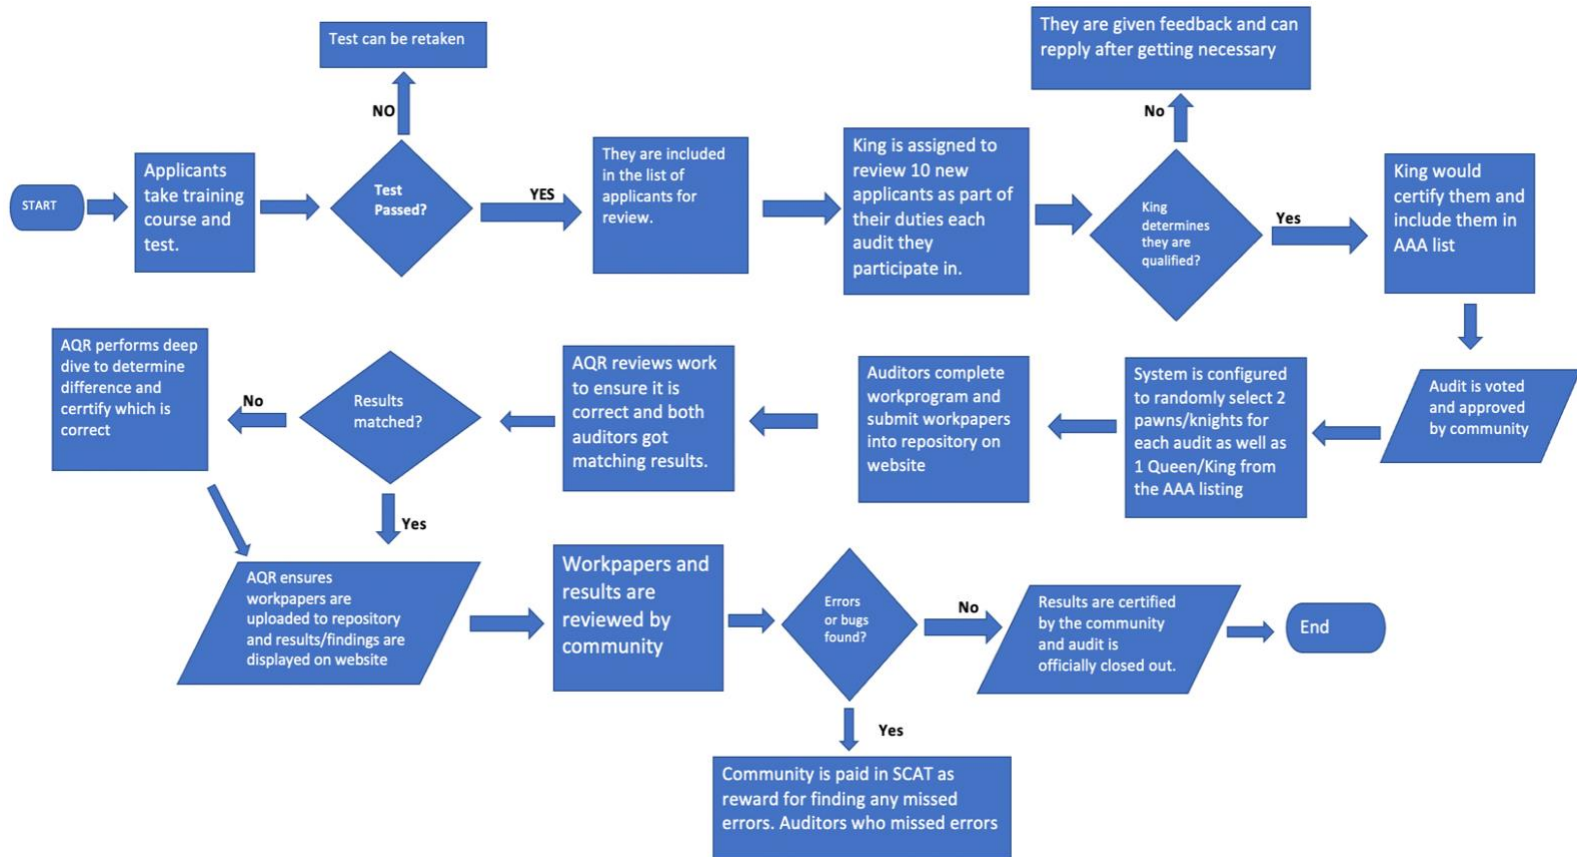 Test can be retaken
NO
They are given feedback and can
repply after getting necessary
No
START
Applicants
take training
course and
test.
Test
Passed?
YES
They are included
in the list of
applicants for
review.
King is assigned to
review 10 new
applicants as part of
their duties each
audit they
participate in.
King
determines
they are
qualified?
Yes
King would
certify them and
include them in
AAA list
Audit is voted
and approved
by community
System is configured
to randomly select 2
pawns/knights for
each audit as well as
1 Queen/King from
the AAA listing
Auditors complete
workprogram and
submit workpapers
into repository on
website
AQR reviews work
to ensure it is
correct and both
auditors got
matching results.
Results
matched?
No
AQR performs deep
dive to determine
difference and
cerrtify which is
correct
Yes
AQR ensures
workpapers are
uploaded to repository
and results/findings are
displayed on website
Workpapers and
results are
reviewed by
community
Errors
or bugs
found?
No
Results are certified
by the community
and audit is
officially closed out.
End
Yes
Community is paid in SCAT as
reward for finding any missed
errors. Auditors who missed errors